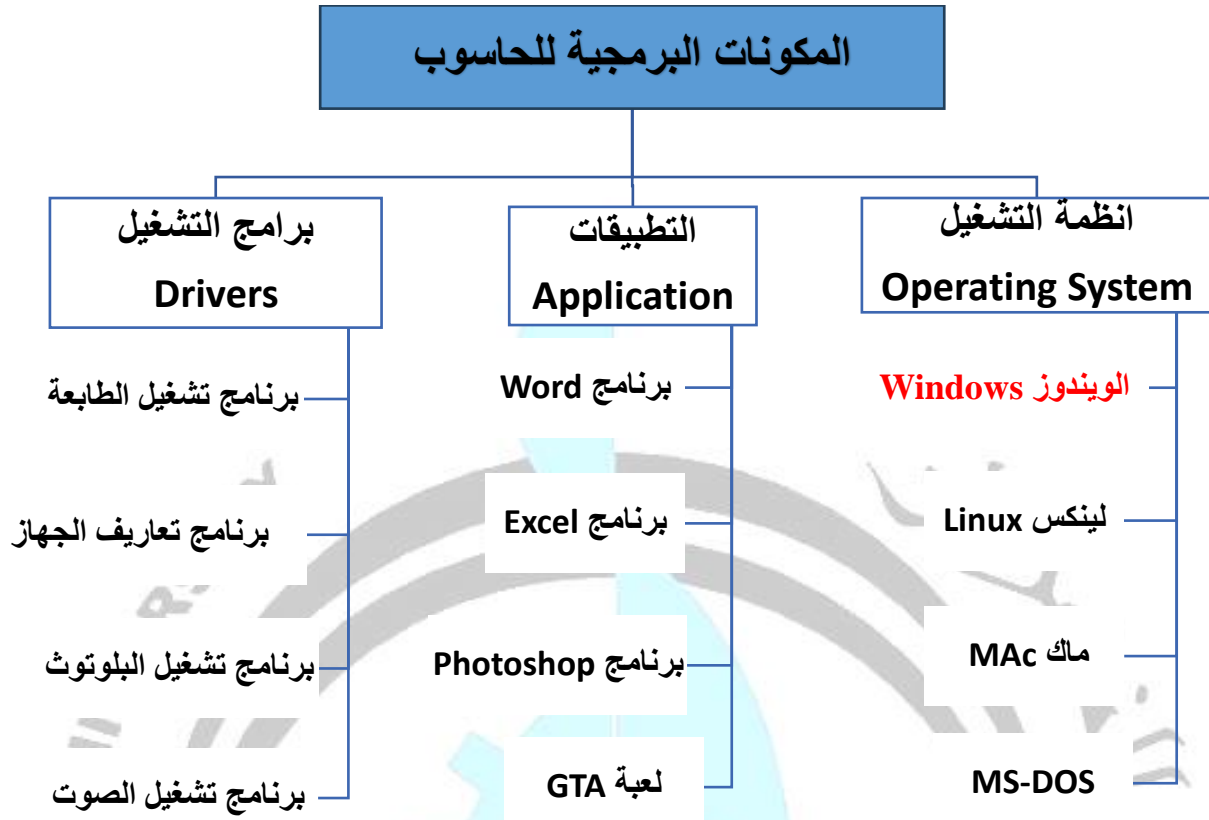 المكونات البرمجية للحاسوب
انظمة التشغيل
Operating System
الويندوز Windows
لينكس Linux
ماك MAc
MS-DOS
التطبيقات
Application
برنامج Word
برنامج Excel
برنامج Photoshop
لعبة GTA
برامج التشغيل
Drivers
برنامج تشغيل الطابعة
برنامج تعاريف الجهاز
برنامج تشغيل البلوتوث
برنامج تشغيل الصوت